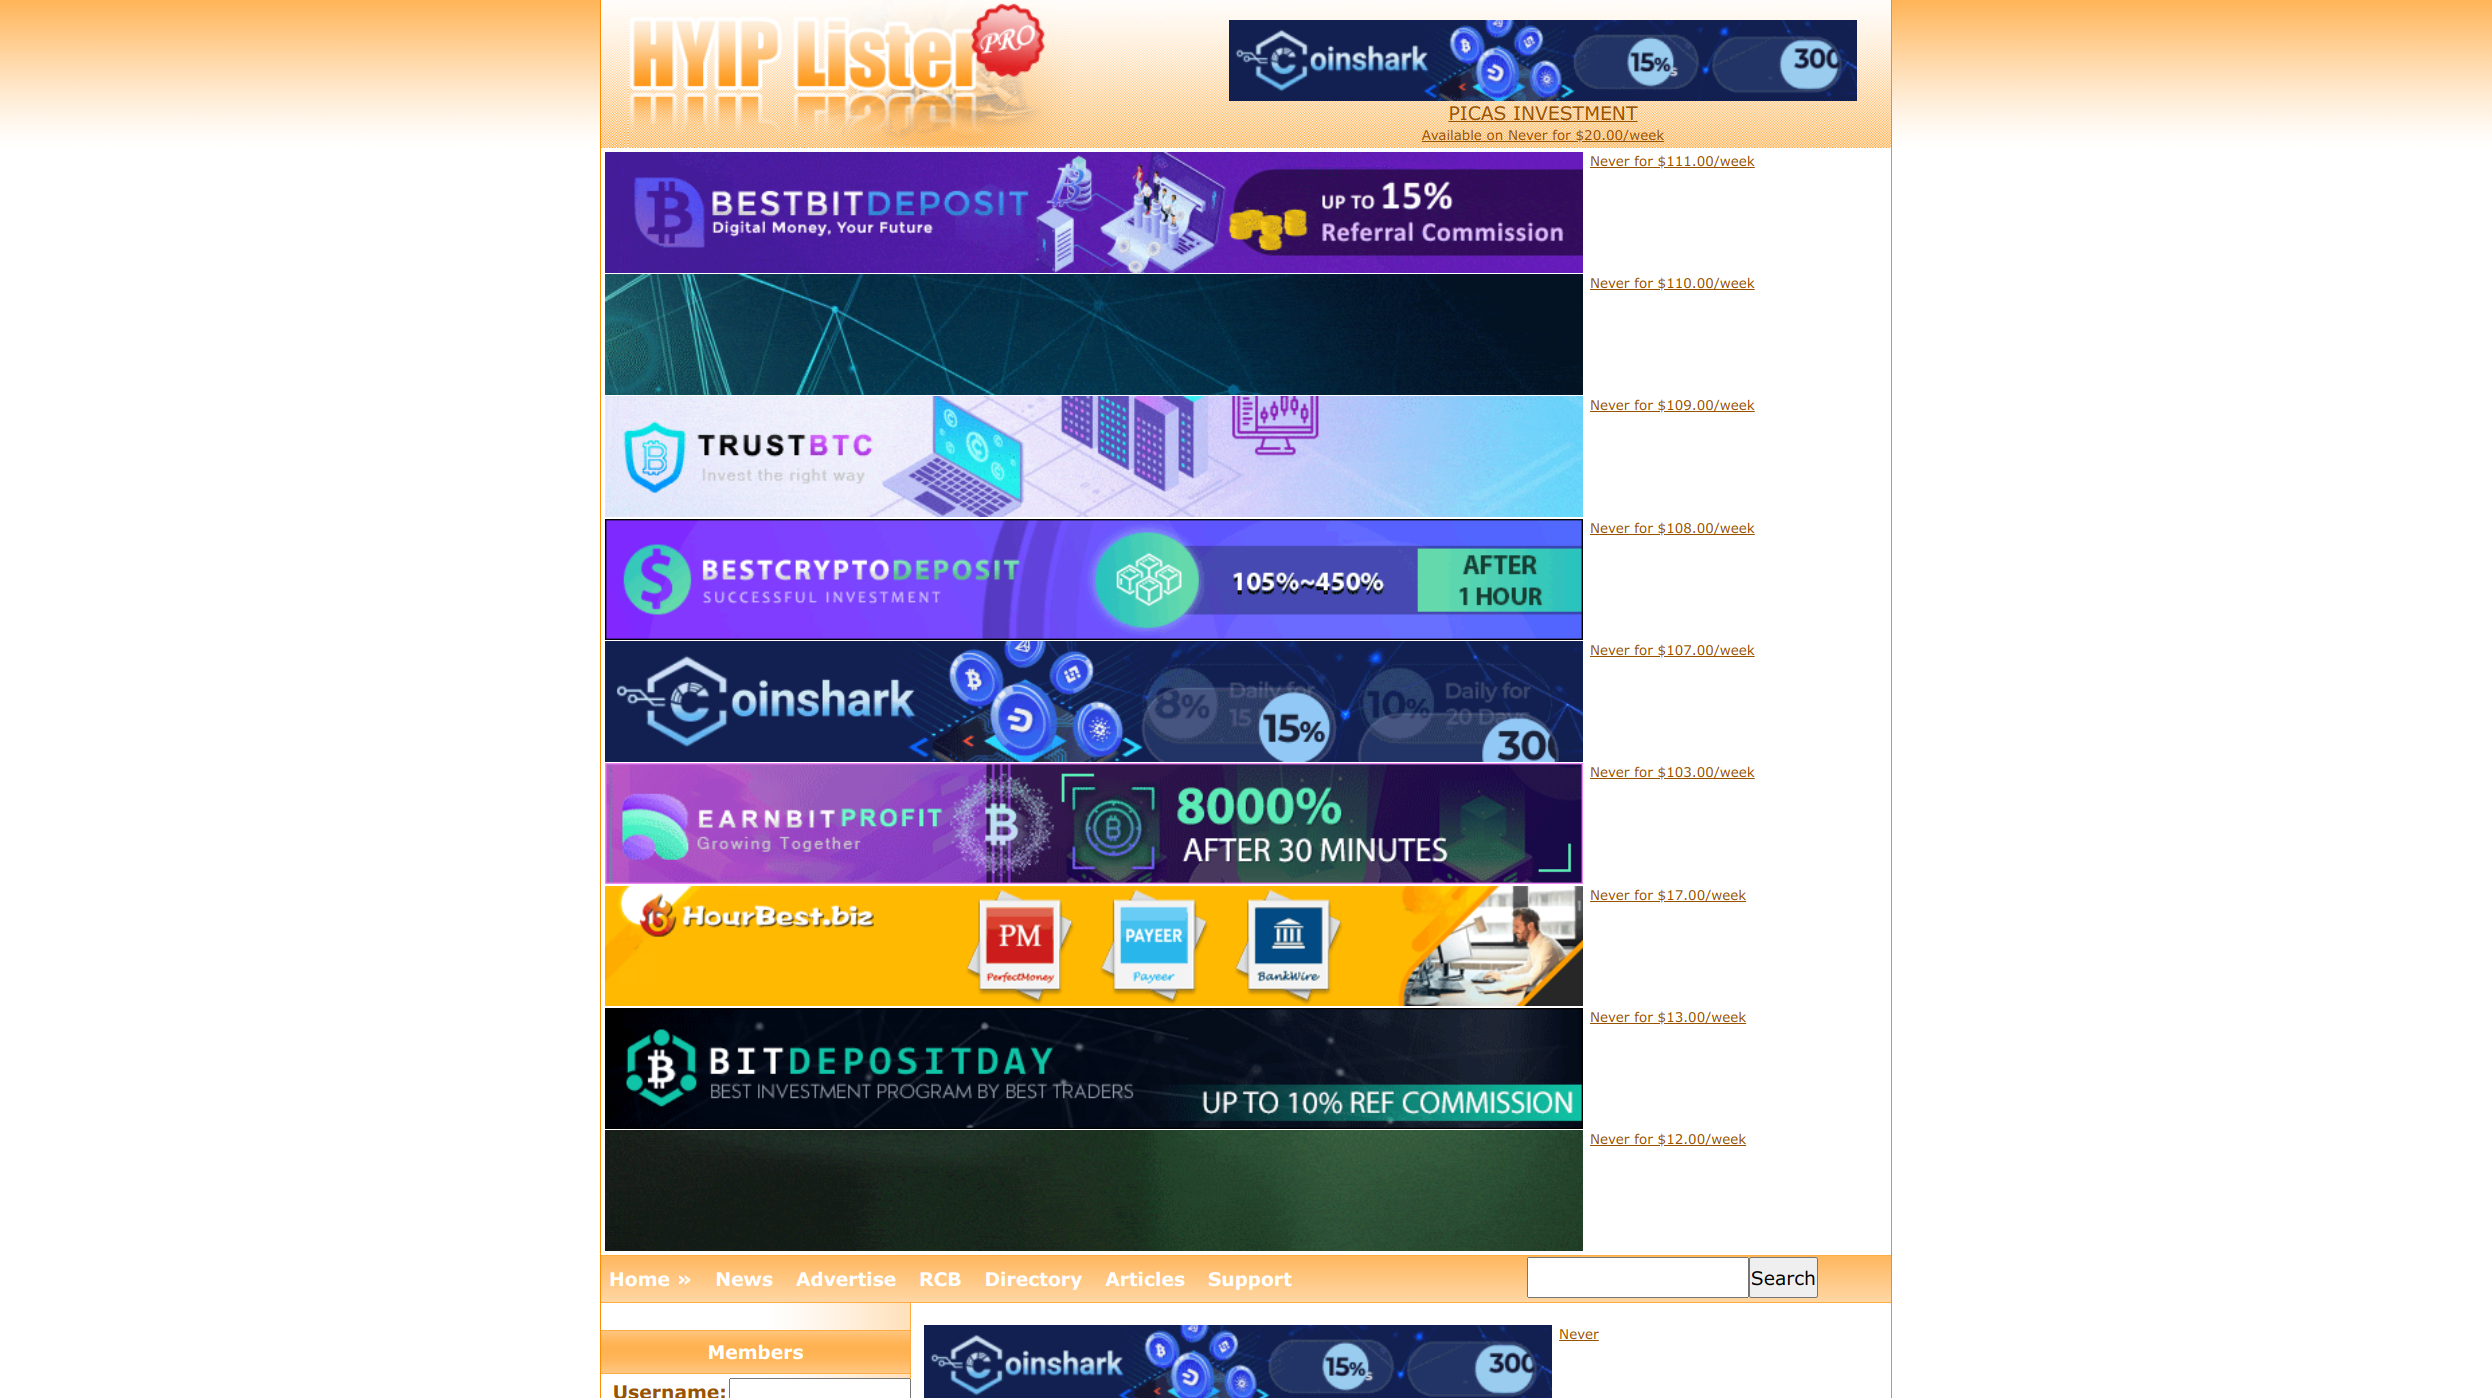 HYIP Lister PRO
Coinshark 15% 300
PICAS INVESTMENT
Available on Never for $20.00/week
BESTBITDEPOSIT
Digital Money, Your Future
UP TO 15%
Referral Commission
Never for $111.00/week
Never for $110.00/week
TRUSTBTC
Invest the right way
Never for $109.00/week
BESTCRYPTODEPOSIT
SUCCESSFUL INVESTMENT
105%~450%
AFTER
1 HOUR
Never for $108.00/week
Coinshark
8% Daily for
15
15%
10% Daily for
20 Days
300
Never for $107.00/week
EARNBITPROFIT
Growing Together
8000%
AFTER 30 MINUTES
Never for $103.00/week
HourBest.biz
PM
PerfectMoney
PAYEER
Payeer
BankWire
Never for $17.00/week
BITDEPOSITDAY
BEST INVESTMENT PROGRAM BY BEST TRADERS
UP TO 10% REF COMMISSION
Never for $13.00/week
Never for $12.00/week
Home » News Advertise RCB Directory Articles Support
Search
Members
Username:
Coinshark 15% 300
Never